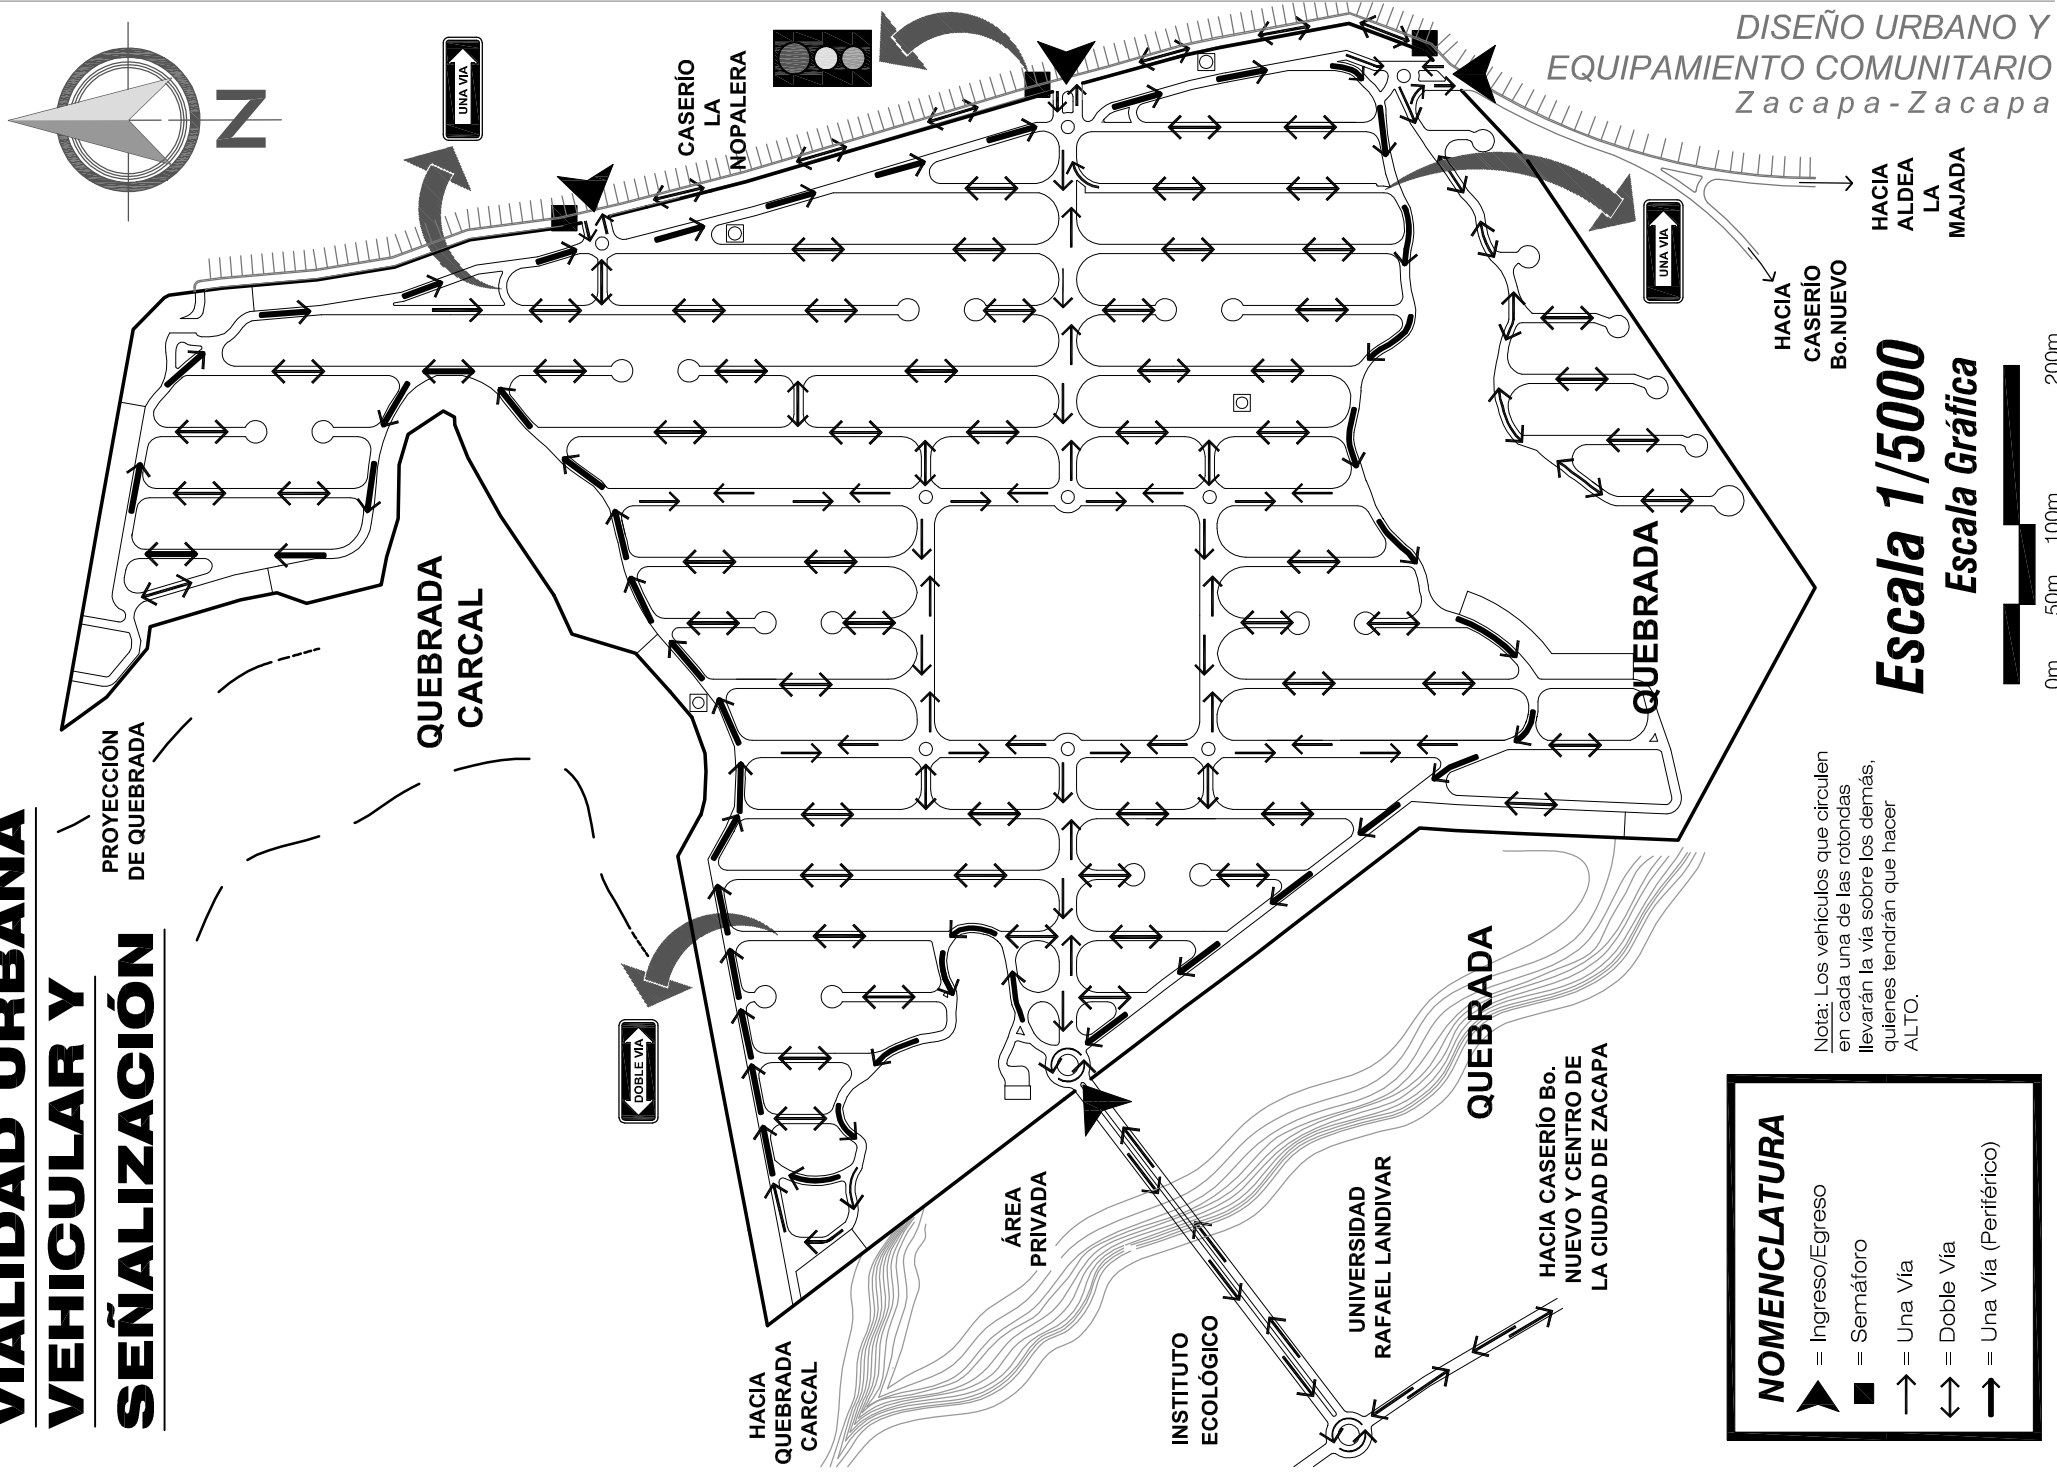 DISEÑO URBANO Y
EQUIPAMIENTO COMUNITARIO
Zacapa-Zacapa
VIALIDAD URBANA
VEHICULAR Y
SEÑALIZACIÓN
Z
UNA VIA
CASERÍO
LA
NOPALERA
HACIA
ALDEA
LA
MAJADA
UNA VIA
HACIA
CASERÍO
Bo.NUEVO
QUEBRADA
CARCAL
QUEBRADA
PROYECCIÓN
DE QUEBRADA
DOBLE VIA
QUEBRADA
ÁREA
PRIVADA
HACIA
QUEBRADA
CARCAL
INSTITUTO
ECOLÓGICO
UNIVERSIDAD
RAFAEL LANDIVAR
HACIA CASERÍO Bo.
NUEVO Y CENTRO DE
LA CIUDAD DE ZACAPA
Escala 1/5000
Escala Gráfica
0m 50m 100m 200m
Nota: Los vehículos que circulen
en cada una de las rotondas
llevarán la vía sobre los demás,
quienes tendrán que hacer
ALTO.
NOMENCLATURA
= Ingreso/Egreso
= Semáforo
= Una Vía
= Doble Vía
= Una Vía (Periférico)